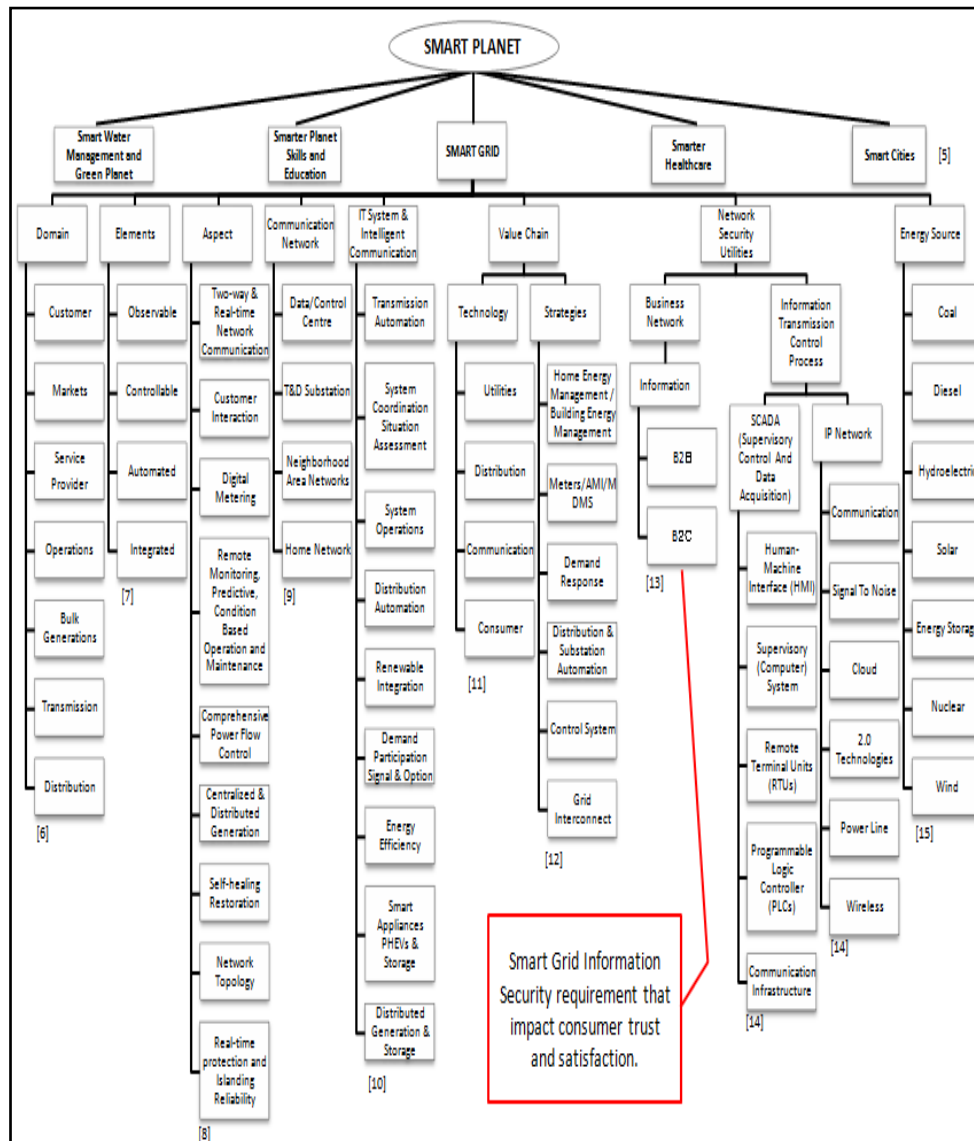 SMART PLANET
Smart Water
Management and
Green Planet
Smarter Planet
Skills and
Education
SMART GRID
Smarter
Healthcare
Smart Cities
[5]
Domain
Elements
Aspect
Communication
Network
IT System &
Intelligent
Communication
Value Chain
Network
Security
Utilities
Energy Source
Customer
Markets
Service
Provider
Operations
Bulk
Generations
Transmission
Distribution
[6]
Observable
Controllable
Automated
Integrated
[7]
Two-way &
Real-time
Network
Communication
Customer
Interaction
Digital
Metering
Remote
Monitoring,
Predictive,
Condition
Based
Operation and
Maintenance
Comprehensive
Power Flow
Control
Centralized &
Distributed
Generation
Self-healing
Restoration
Network
Topology
Real-time
protection and
Islanding
Reliability
[8]
Data/Control
Centre
T&D Substation
Neighborhood
Area Networks
Home Network
[9]
Transmission
Automation
System
Coordination
Situation
Assessment
System
Operations
Distribution
Automation
Renewable
Integration
Demand
Participation
Signal & Option
Energy
Efficiency
Smart
Appliances
PHEVs &
Storage
Distributed
Generation &
Storage
[10]
Technology
Utilities
Distribution
Communication
Consumer
[11]
Strategies
Home Energy
Management /
Building Energy
Management
Meters/AMI/M
DMS
Demand
Response
Distribution &
Substation
Automation
Control System
Grid
Interconnect
[12]
Business
Network
Information
B2B
B2C
[13]
Information
Transmission
Control
Process
SCADA
(Supervisory
Control And
Data
Acquisition)
Human-
Machine
Interface (HMI)
Supervisory
(Computer)
System
Remote
Terminal Units
(RTUs)
Programmable
Logic
Controller
(PLCs)
Communication
Infrastructure
[14]
IP Network
Communication
Signal To Noise
Cloud
2.0
Technologies
Power Line
Wireless
[14]
Coal
Diesel
Hydroelectric
Solar
Energy Storage
Nuclear
Wind
[15]
Smart Grid Information
Security requirement that
impact consumer trust
and satisfaction.